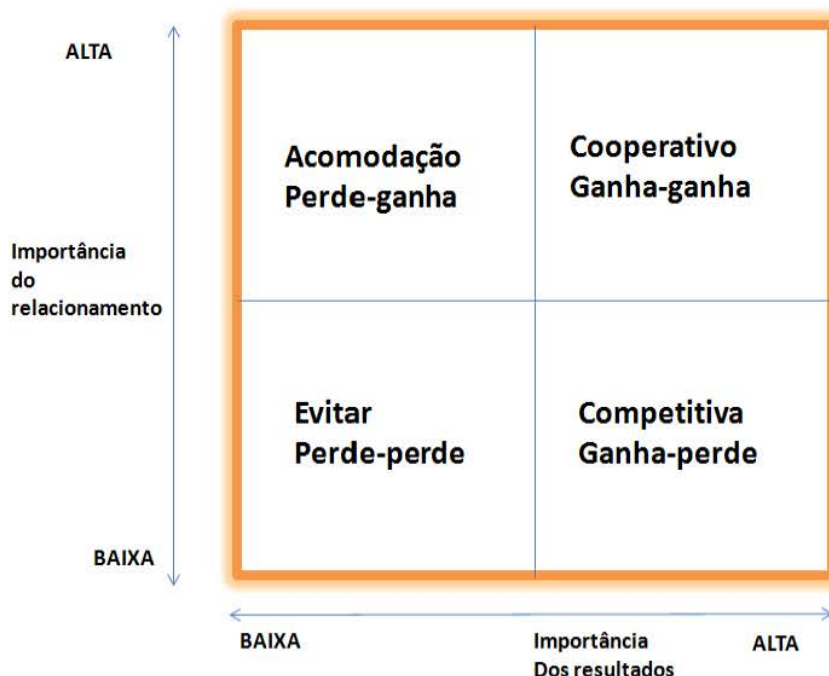 ALTA
Acomodação
Perde-ganha
Cooperativo
Ganha-ganha
Importância
do
relacionamento
Evitar
Perde-perde
Competitiva
Ganha-perde
BAIXA
BAIXA
Importância
Dos resultados
ALTA